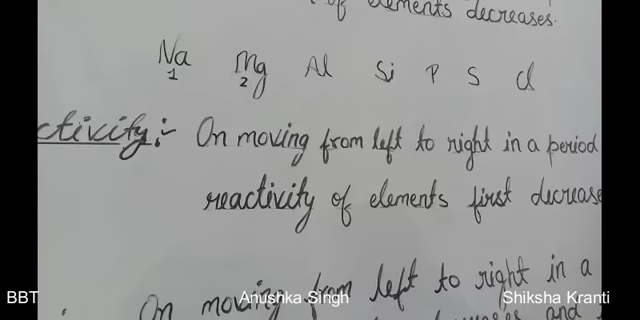 of elements decreases.
Na Mg Al Si P S Cl
1 2
ctivity :- On moving from left to right in a period
reactivity of elements first decrease
On moving from left to right in a
and
BBT Anushka Singh Shiksha Kranti